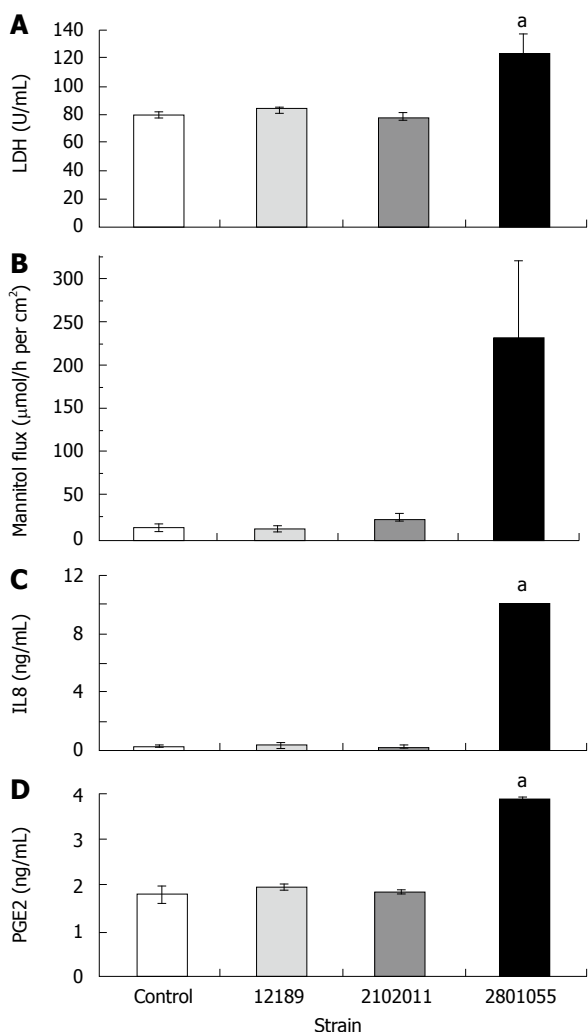 A
LDH (U/mL)
140
120
100
80
60
40
20
0
a
B
Mannitol flux (μmol/h per cm²)
300
250
200
150
100
50
0
C
IL8 (ng/mL)
12
8
4
0
a
D
PGE2 (ng/mL)
4
3
2
1
0
a
Control 12189 2102011 2801055
Strain